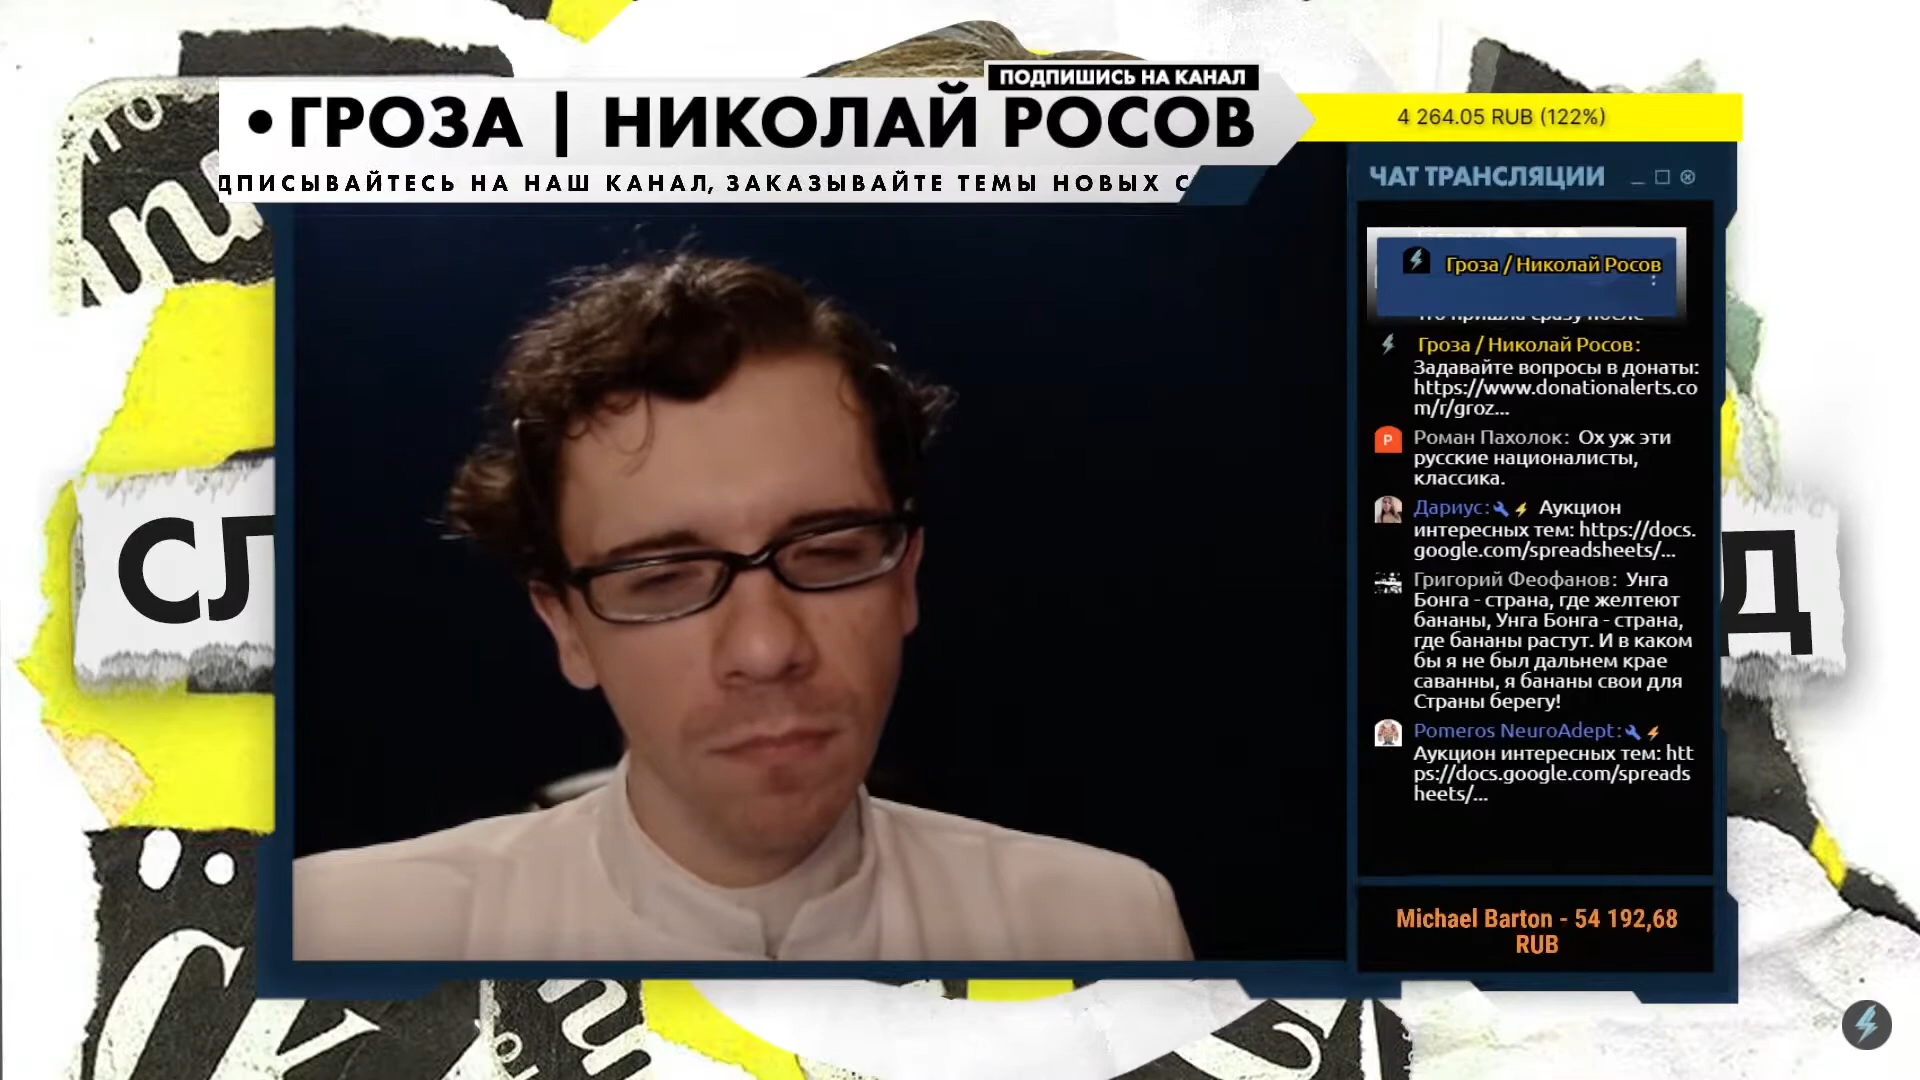 ПОДПИШИСЬ НА КАНАЛ
• ГРОЗА | НИКОЛАЙ РОСОВ
ДПИСЫВАЙТЕСЬ НА НАШ КАНАЛ, ЗАКАЗЫВАЙТЕ ТЕМЫ НОВЫХ С
4 264.05 RUB (122%)
ЧАТ ТРАНСЛЯЦИИ
Гроза / Николай Росов
что пришла сразу после
Гроза / Николай Росов:
Задавайте вопросы в донаты:
https://www.donationalerts.co
m/r/groz...
Р
Роман Пахолок: Ох уж эти
русские националисты,
классика.
Дариус: Аукцион
интересных тем: https://docs.
google.com/spreadsheets/...
Григорий Феофанов: Унга
Бонга - страна, где желтеют
бананы, Унга Бонга - страна,
где бананы растут. И в каком
бы я не был дальнем крае
саванны, я бананы свои для
Страны берегу!
Pomeros NeuroAdept:
Аукцион интересных тем: htt
ps://docs.google.com/spreads
heets/...
Michael Barton - 54 192,68
RUB
СЛ
Д